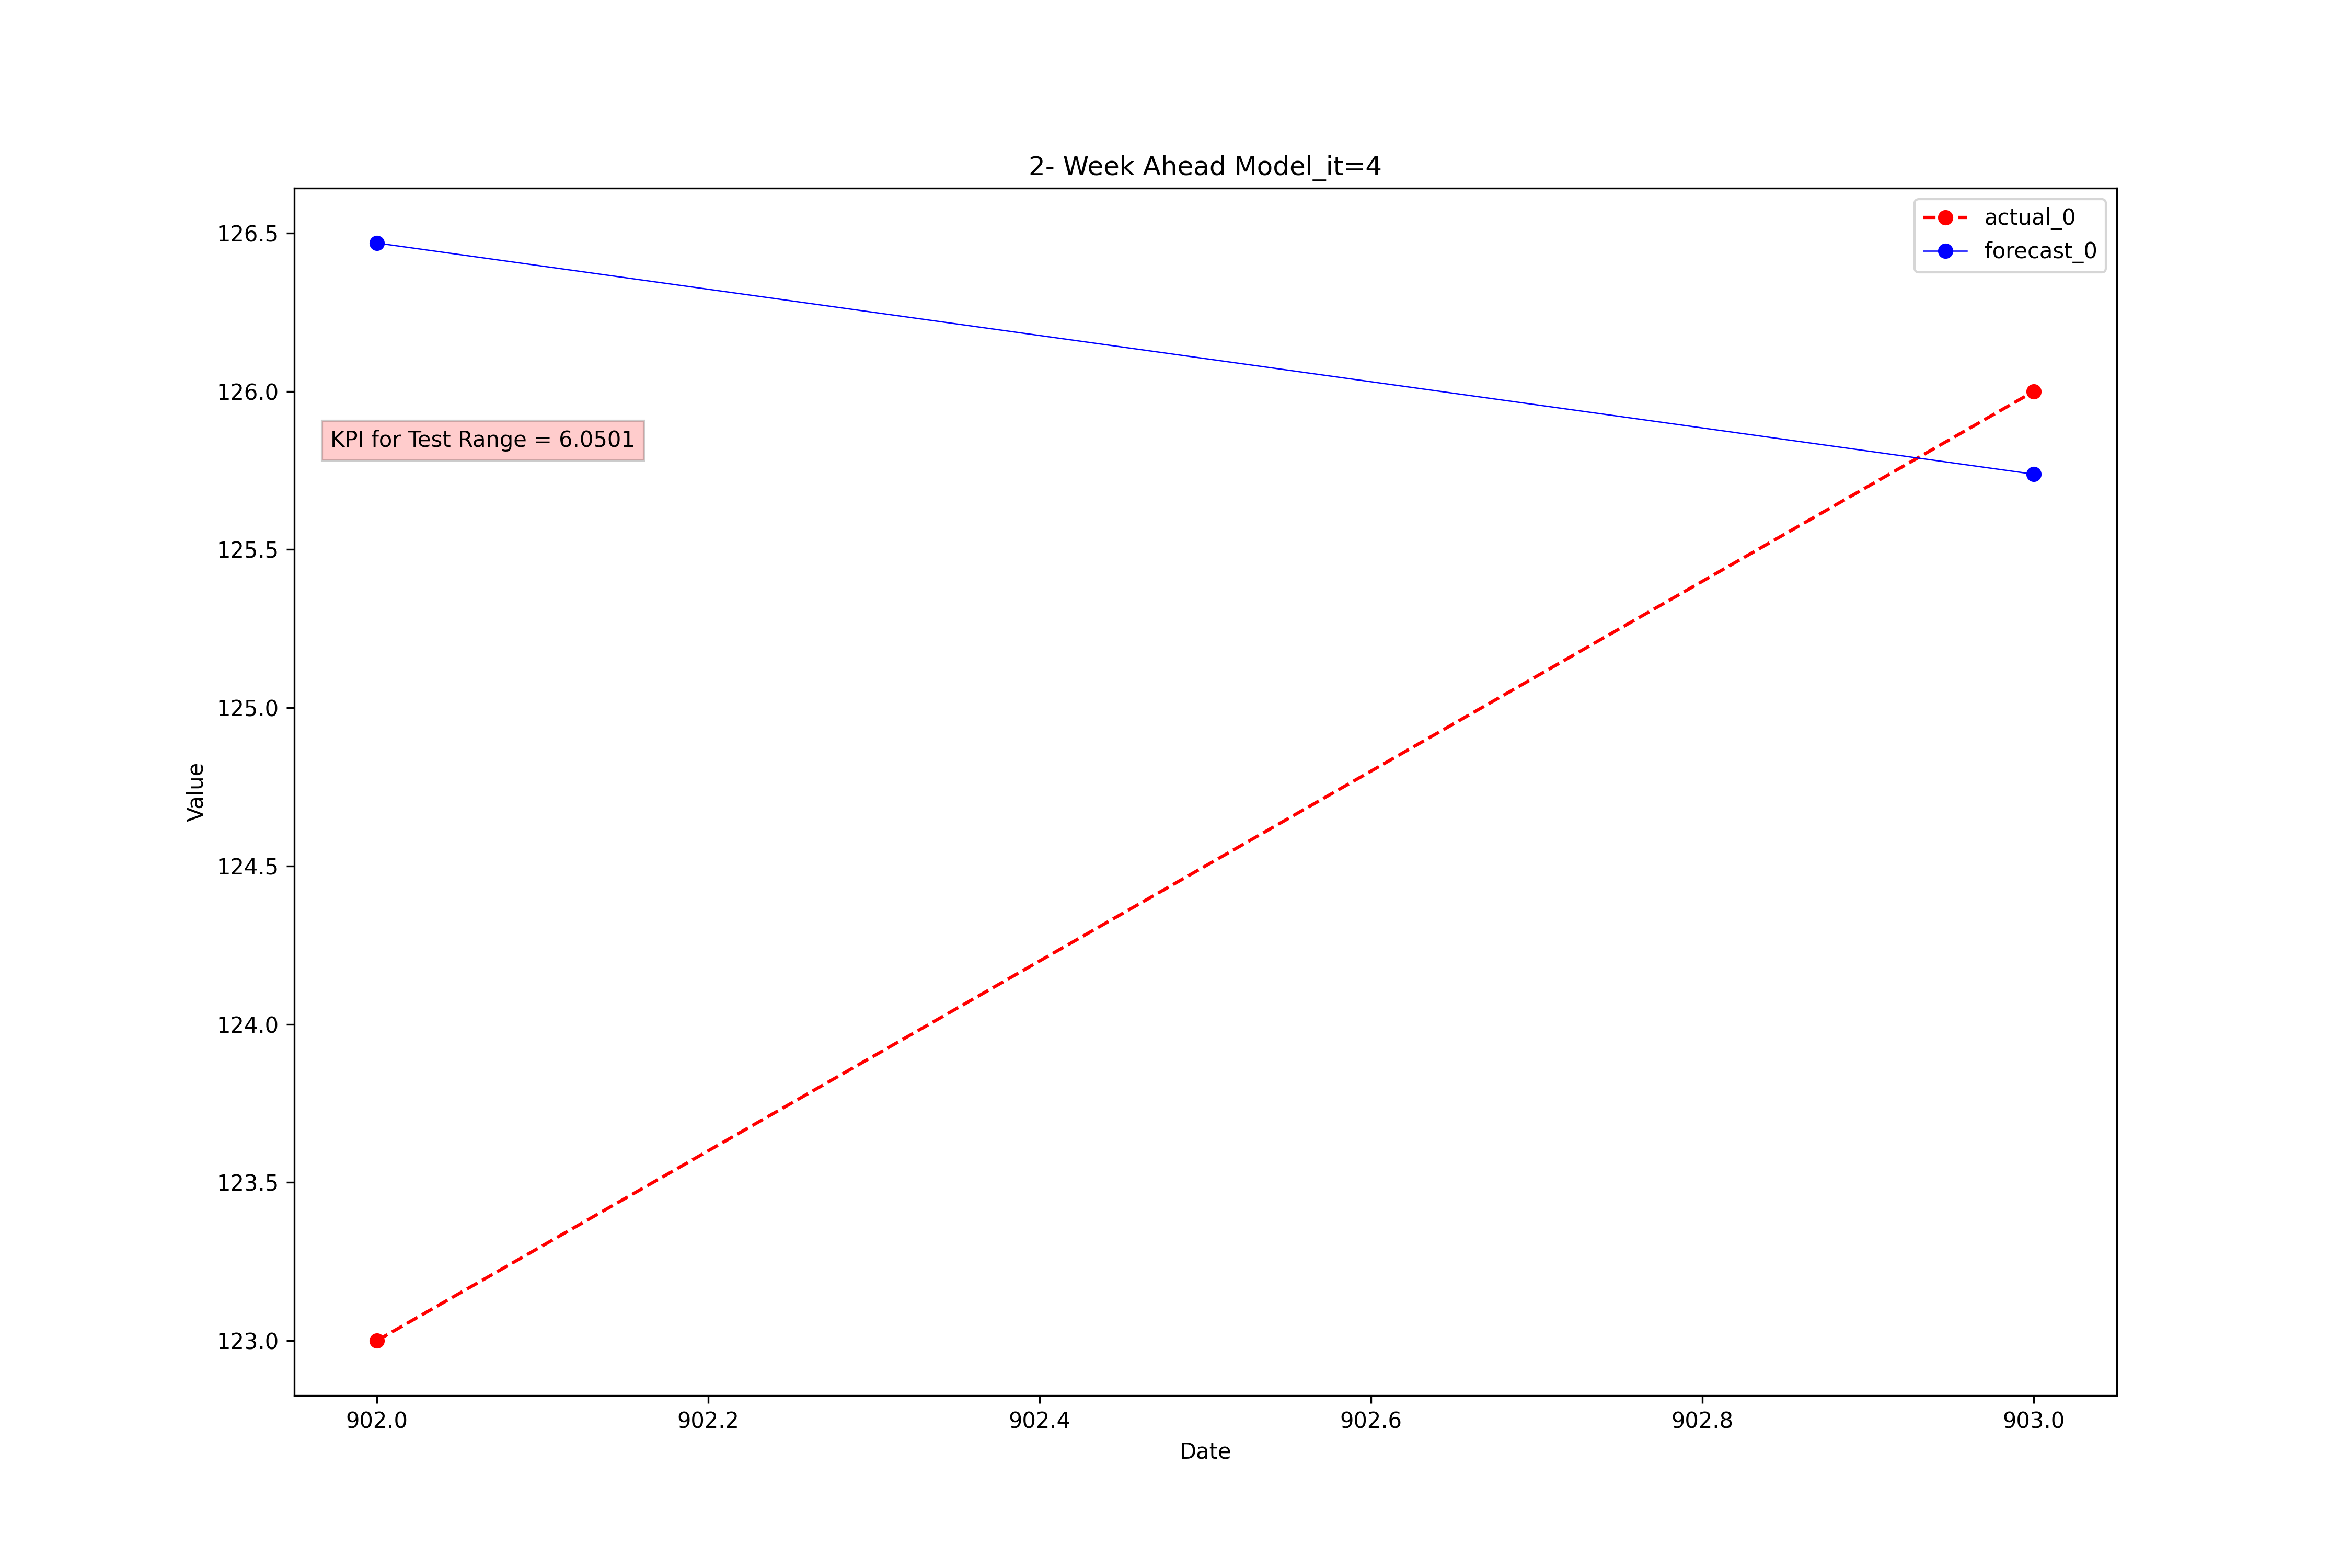 2- Week Ahead Model_it=4
actual_0
forecast_0
KPI for Test Range = 6.0501
126.5
126.0
125.5
125.0
124.5
124.0
123.5
123.0
Value
902.0 902.2 902.4 902.6 902.8 903.0
Date